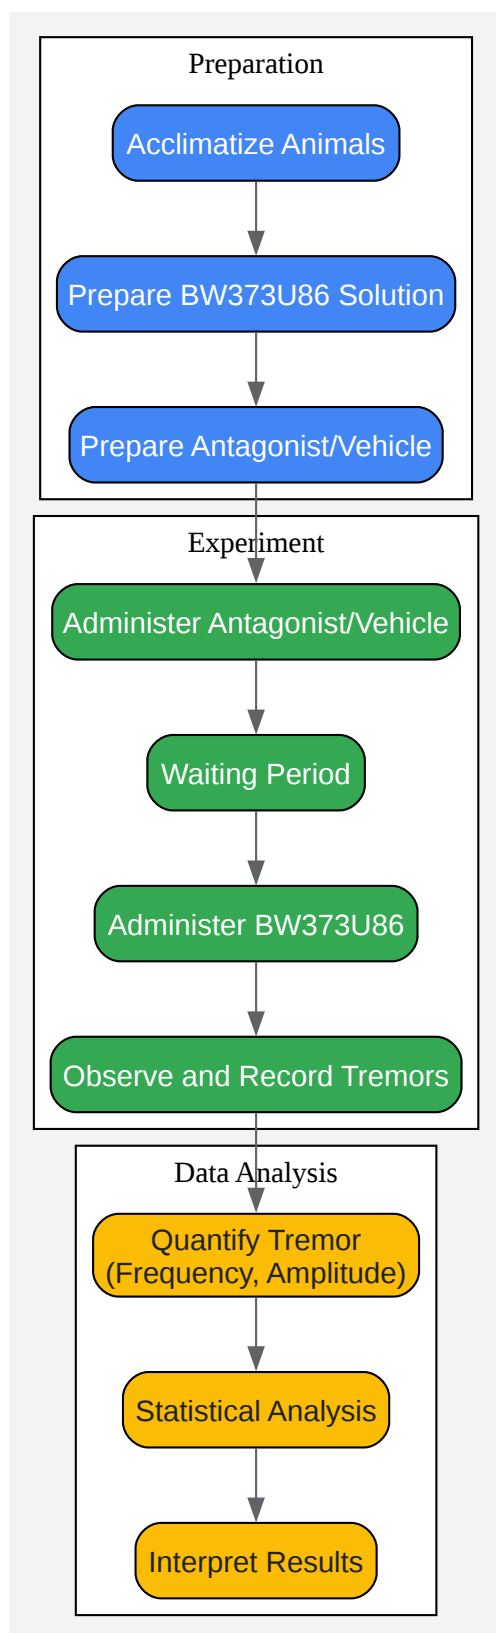 Preparation
Acclimatize Animals
Prepare BW373U86 Solution
Prepare Antagonist/Vehicle
Experiment
Administer Antagonist/Vehicle
Waiting Period
Administer BW373U86
Observe and Record Tremors
Data Analysis
Quantify Tremor
(Frequency, Amplitude)
Statistical Analysis
Interpret Results